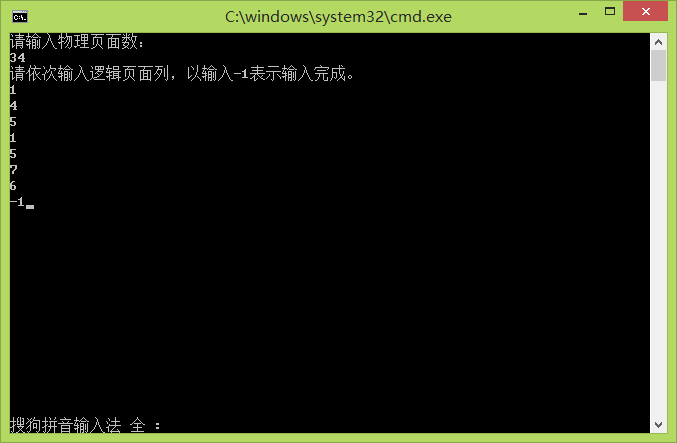 C:\windows\system32\cmd.exe
请输入物理页面数：
34
请依次输入逻辑页面列，以输入-1表示输入完成。
1
4
5
1
5
7
6
-1
搜狗拼音输入法 全 ：